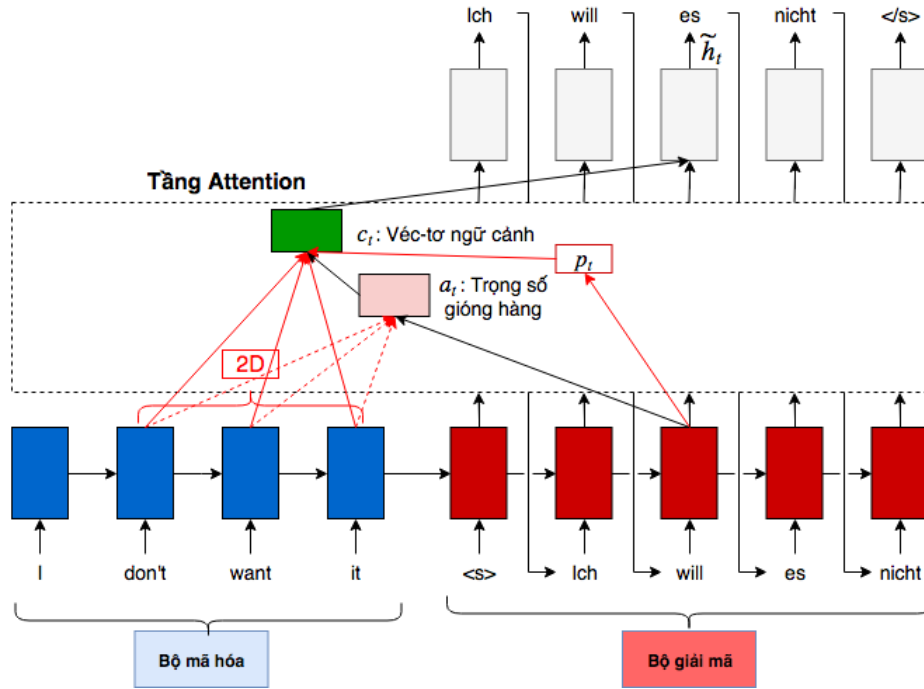 Ich will es nicht </s>
h̃ₜ
Tầng Attention
cₜ: Véc-tơ ngữ cảnh
pₜ
aₜ: Trọng số
gióng hàng
2D
I don't want it <s> Ich will es nicht
Bộ mã hóa Bộ giải mã